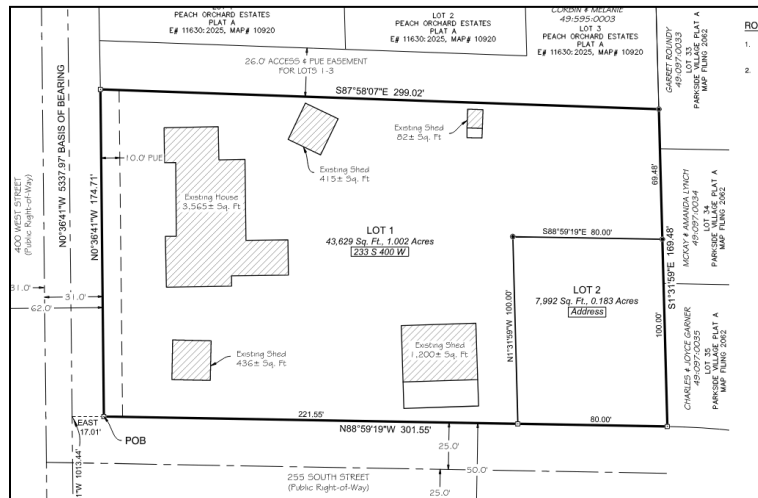 LOT 1
PEACH ORCHARD ESTATES
PLAT A
E# 11630:2025, MAP# 10920
LOT 2
PEACH ORCHARD ESTATES
PLAT A
E# 11630:2025, MAP# 10920
CORBIN & MELANIE
49:595:0003
LOT 3
PEACH ORCHARD ESTATES
PLAT A
E# 11630:2025, MAP# 10920
RO
1.
2.
GARRET ROUNDY
49:097:0033
LOT 33
PARKSIDE VILLAGE PLAT A
MAP FILING 2062
26.0' ACCESS & PUE EASEMENT
FOR LOTS 1-3
S87°58'07"E 299.02'
400 WEST STREET
(Public Right-of-Way)
N0°36'41"W 5337.97' BASIS OF BEARING
N0°36'41"W 174.71'
10.0' PUE
Existing House
3,565± Sq. Ft
Existing Shed
415± Sq. Ft
Existing Shed
82± Sq. Ft
69.48'
LOT 1
43,629 Sq. Ft., 1.002 Acres
233 S 400 W
S88°59'19"E 80.00'
MCKAY & AMANDA LYNCH
49:097:0034
LOT 34
PARKSIDE VILLAGE PLAT A
MAP FILING 2062
S1°31'59"E 169.48'
LOT 2
7,992 Sq. Ft., 0.183 Acres
Address
N1°31'59"W 100.00'
100.00'
31.0'
31.0'
62.0'
Existing Shed
436± Sq. Ft
Existing Shed
1,200± Sq. Ft
CHARLES & JOYCE GARNER
49:097:0035
LOT 35
PARKSIDE VILLAGE PLAT A
MAP FILING 2062
EAST
17.01'
POB
221.55'
80.00'
N88°59'19"W 301.55'
1"W 1013.44'
25.0'
50.0'
25.0'
255 SOUTH STREET
(Public Right-of-Way)